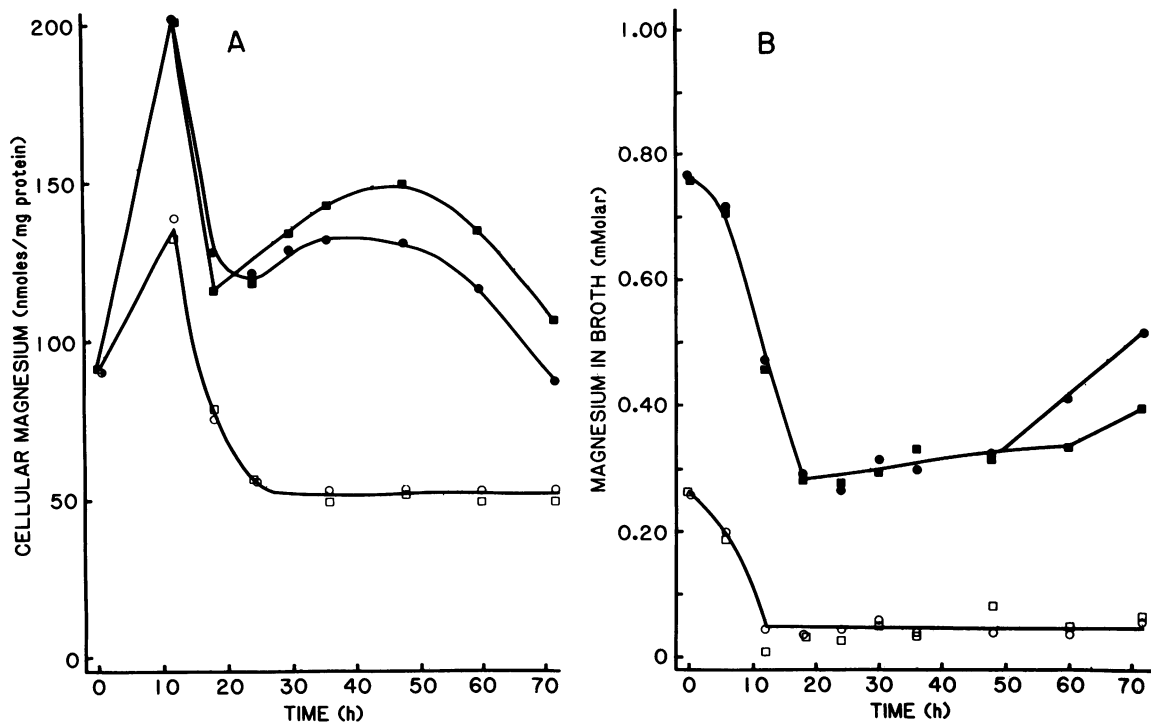 A
CELLULAR MAGNESIUM (nmoles/mg protein)
200
150
100
50
0
0 10 20 30 40 50 60 70
TIME (h)
B
MAGNESIUM IN BROTH (mMolar)
1.00
0.80
0.60
0.40
0.20
0
0 10 20 30 40 50 60 70
TIME (h)